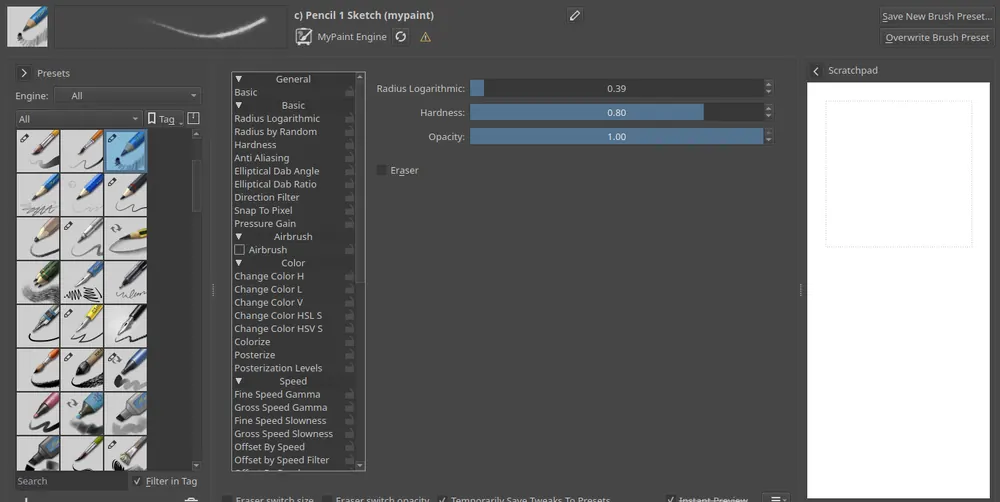 c) Pencil 1 Sketch (mypaint)
MyPaint Engine
Save New Brush Preset...
Overwrite Brush Preset
Presets
Engine: All
All
Tag
Search
Filter in Tag
General
Basic
Basic
Radius Logarithmic
Radius by Random
Hardness
Anti Aliasing
Elliptical Dab Angle
Elliptical Dab Ratio
Direction Filter
Snap To Pixel
Pressure Gain
Airbrush
Airbrush
Color
Change Color H
Change Color L
Change Color V
Change Color HSL S
Change Color HSV S
Colorize
Posterize
Posterization Levels
Speed
Fine Speed Gamma
Gross Speed Gamma
Fine Speed Slowness
Gross Speed Slowness
Offset By Speed
Offset by Speed Filter
Radius Logarithmic: 0.39
Hardness: 0.80
Opacity: 1.00
Eraser
Scratchpad
Eraser switch size
Eraser switch opacity
Temporarily Save Tweaks To Presets
Instant Preview